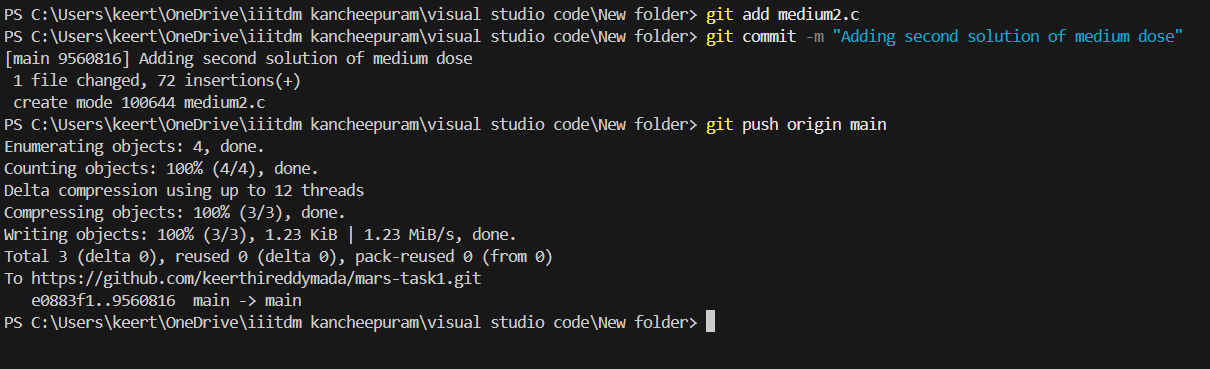 PS C:\Users\keert\OneDrive\iiitdm kancheepuram\visual studio code\New folder> git add medium2.c
PS C:\Users\keert\OneDrive\iiitdm kancheepuram\visual studio code\New folder> git commit -m "Adding second solution of medium dose"
[main 9560816] Adding second solution of medium dose
 1 file changed, 72 insertions(+)
 create mode 100644 medium2.c
PS C:\Users\keert\OneDrive\iiitdm kancheepuram\visual studio code\New folder> git push origin main
Enumerating objects: 4, done.
Counting objects: 100% (4/4), done.
Delta compression using up to 12 threads
Compressing objects: 100% (3/3), done.
Writing objects: 100% (3/3), 1.23 KiB | 1.23 MiB/s, done.
Total 3 (delta 0), reused 0 (delta 0), pack-reused 0 (from 0)
To https://github.com/keerthireddymada/mars-task1.git
   e0883f1..9560816  main -> main
PS C:\Users\keert\OneDrive\iiitdm kancheepuram\visual studio code\New folder>